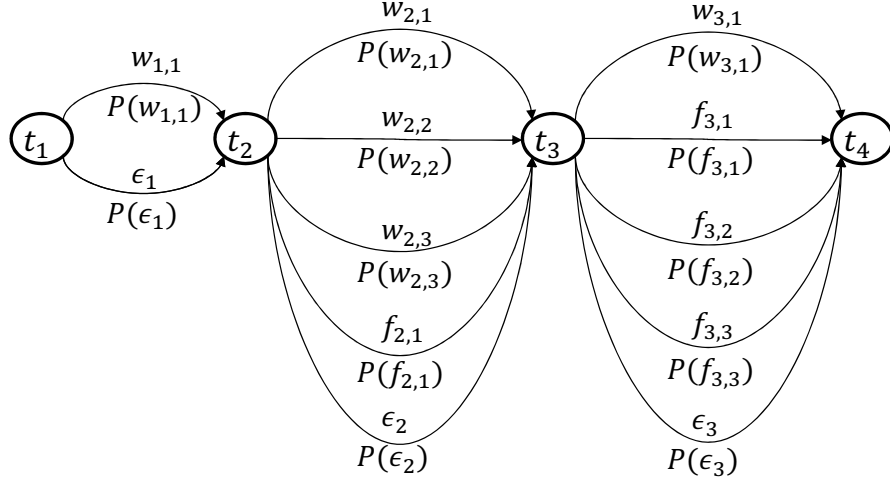 w_{1,1}
P(w_{1,1})
t_1
ϵ_1
P(ϵ_1)
t_2
w_{2,1}
P(w_{2,1})
w_{2,2}
P(w_{2,2})
w_{2,3}
P(w_{2,3})
f_{2,1}
P(f_{2,1})
ϵ_2
P(ϵ_2)
t_3
w_{3,1}
P(w_{3,1})
f_{3,1}
P(f_{3,1})
f_{3,2}
P(f_{3,2})
f_{3,3}
P(f_{3,3})
ϵ_3
P(ϵ_3)
t_4